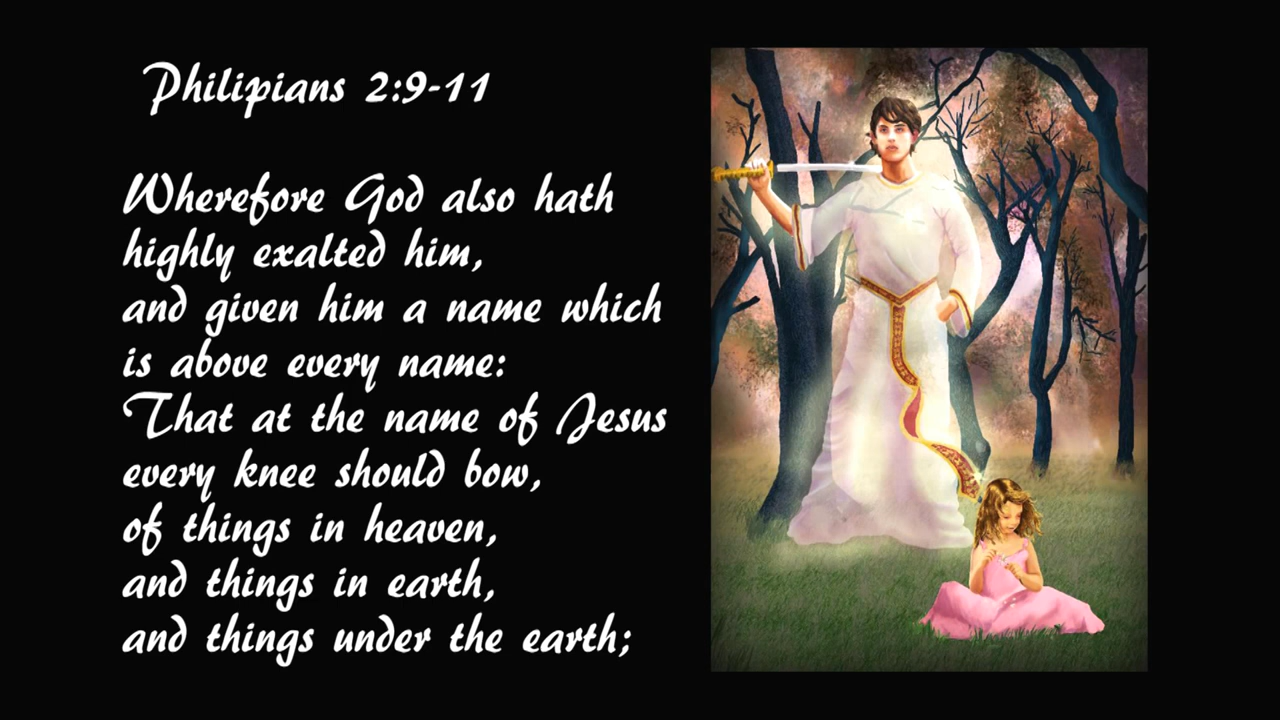 Philipians 2:9-11
Wherefore God also hath
highly exalted him,
and given him a name which
is above every name:
That at the name of Jesus
every knee should bow,
of things in heaven,
and things in earth,
and things under the earth;